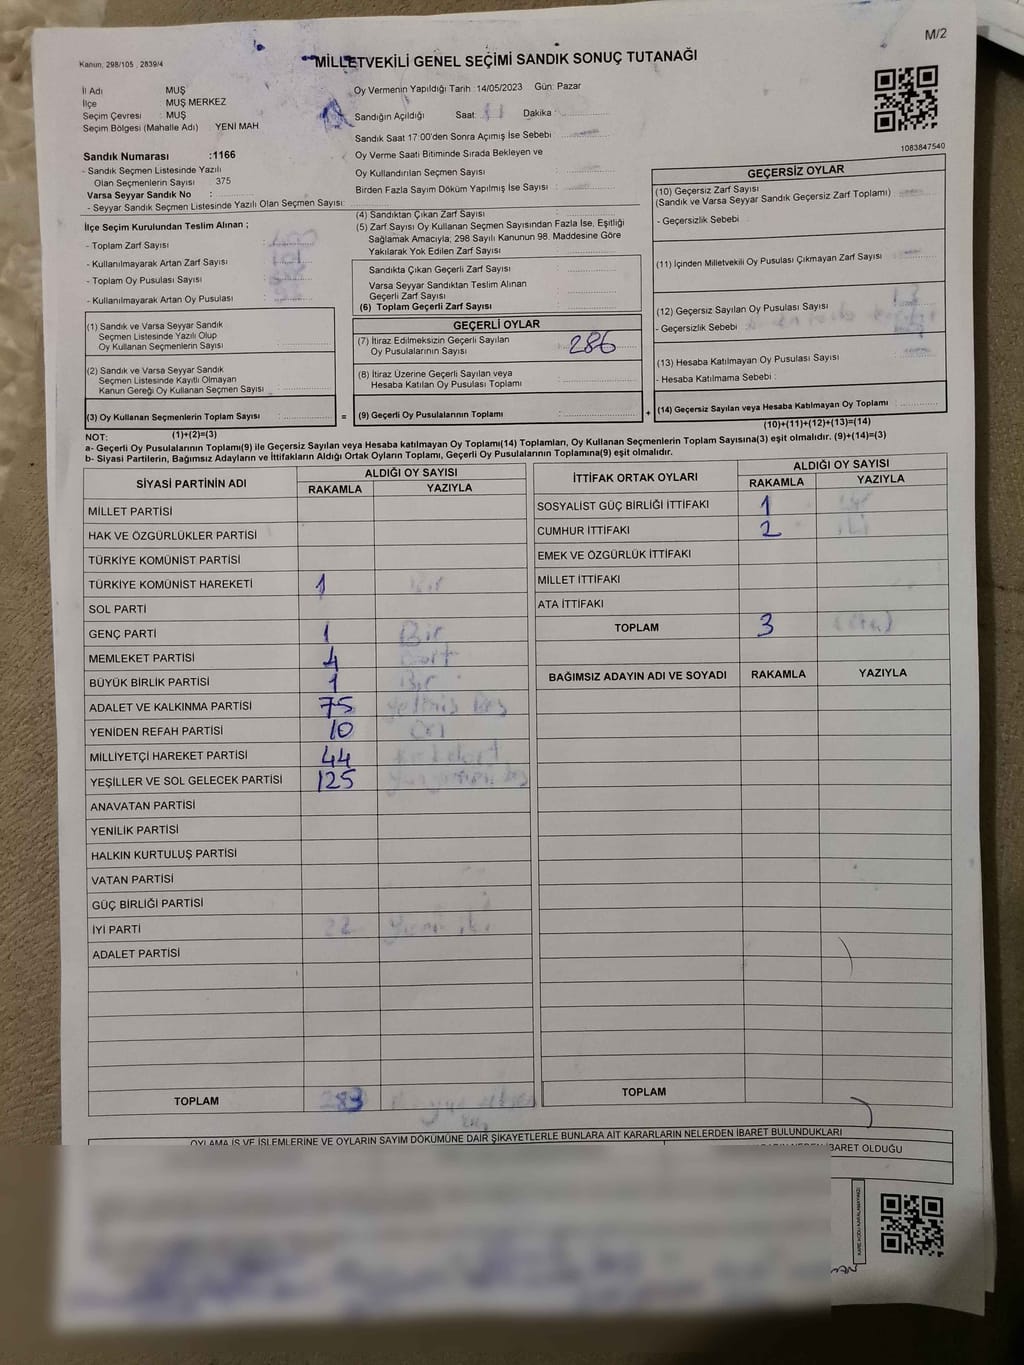 M/2
Kanun, 298/105 , 2839/4
MİLLETVEKİLİ GENEL SEÇİMİ SANDIK SONUÇ TUTANAĞI
İl Adı MUŞ
İlçe MUŞ MERKEZ
Seçim Çevresi : MUŞ
Seçim Bölgesi (Mahalle Adı) YENİ MAH
Sandık Numarası :1166
- Sandık Seçmen Listesinde Yazılı
Olan Seçmenlerin Sayısı 375
Varsa Seyyar Sandık No :
- Seyyar Sandık Seçmen Listesinde Yazılı Olan Seçmen Sayısı:
Oy Vermenin Yapıldığı Tarih : 14/05/2023 Gün: Pazar
Sandığın Açıldığı Saat: Dakika :
Sandık Saat 17:00'den Sonra Açımış İse Sebebi
Oy Verme Saati Bitiminde Sırada Bekleyen ve
Oy Kullandırılan Seçmen Sayısı :
Birden Fazla Sayım Döküm Yapılmış İse Sayısı :
1083847540
İlçe Seçim Kurulundan Teslim Alınan ;
- Toplam Zarf Sayısı :
- Kullanılmayarak Artan Zarf Sayısı :
- Toplam Oy Pusulası Sayısı :
- Kullanılmayarak Artan Oy Pusulası :
(1) Sandık ve Varsa Seyyar Sandık
Seçmen Listesinde Yazılı Olup
Oy Kullanan Seçmenlerin Sayısı :
(2) Sandık ve Varsa Seyyar Sandık
Seçmen Listesinde Kayıtlı Olmayan
Kanun Gereği Oy Kullanan Seçmen Sayısı :
(3) Oy Kullanan Seçmenlerin Toplam Sayısı :
(1)+(2)=(3)
(4) Sandıktan Çıkan Zarf Sayısı :
(5) Zarf Sayısı Oy Kullanan Seçmen Sayısından Fazla İse, Eşitliği
Sağlamak Amacıyla; 298 Sayılı Kanunun 98. Maddesine Göre
Yakılarak Yok Edilen Zarf Sayısı :
Sandıkta Çıkan Geçerli Zarf Sayısı :
Varsa Seyyar Sandıktan Teslim Alınan
Geçerli Zarf Sayısı :
(6) Toplam Geçerli Zarf Sayısı :
GEÇERLİ OYLAR
(7) İtiraz Edilmeksizin Geçerli Sayılan
Oy Pusulalarının Sayısı : 286
(8) İtiraz Üzerine Geçerli Sayılan veya
Hesaba Katılan Oy Pusulası Toplamı :
= (9) Geçerli Oy Pusulalarının Toplamı :
GEÇERSİZ OYLAR
(10) Geçersiz Zarf Sayısı
(Sandık ve Varsa Seyyar Sandık Geçersiz Zarf Toplamı) :
- Geçersizlik Sebebi :
(11) İçinden Milletvekili Oy Pusulası Çıkmayan Zarf Sayısı :
(12) Geçersiz Sayılan Oy Pusulası Sayısı :
- Geçersizlik Sebebi :
(13) Hesaba Katılmayan Oy Pusulası Sayısı :
- Hesaba Katılmama Sebebi :
+ (14) Geçersiz Sayılan veya Hesaba Katılmayan Oy Toplamı :
(10)+(11)+(12)+(13)=(14)
NOT:
a- Geçerli Oy Pusulalarının Toplamı(9) ile Geçersiz Sayılan veya Hesaba katılmayan Oy Toplamı(14) Toplamları, Oy Kullanan Seçmenlerin Toplam Sayısına(3) eşit olmalıdır. (9)+(14)=(3)
b- Siyasi Partilerin, Bağımsız Adayların ve İttifakların Aldığı Ortak Oyların Toplamı, Geçerli Oy Pusulalarının Toplamına(9) eşit olmalıdır.
SİYASİ PARTİNİN ADI ALDIĞI OY SAYISI
RAKAMLA YAZIYLA
MİLLET PARTİSİ
HAK VE ÖZGÜRLÜKLER PARTİSİ
TÜRKİYE KOMÜNİST PARTİSİ
TÜRKİYE KOMÜNİST HAREKETİ 1 Bir
SOL PARTİ
GENÇ PARTİ 1 Bir
MEMLEKET PARTİSİ 4 Dört
BÜYÜK BİRLİK PARTİSİ 1 Bir
ADALET VE KALKINMA PARTİSİ 75 yetmiş Beş
YENİDEN REFAH PARTİSİ 10 On
MİLLİYETÇİ HAREKET PARTİSİ 44 Kırkdört
YEŞİLLER VE SOL GELECEK PARTİSİ 125
ANAVATAN PARTİSİ
YENİLİK PARTİSİ
HALKIN KURTULUŞ PARTİSİ
VATAN PARTİSİ
GÜÇ BİRLİĞİ PARTİSİ
İYİ PARTİ 22 Yirmi iki
ADALET PARTİSİ
TOPLAM 283
İTTİFAK ORTAK OYLARI ALDIĞI OY SAYISI
RAKAMLA YAZIYLA
SOSYALİST GÜÇ BİRLİĞİ İTTİFAKI 1
CUMHUR İTTİFAKI 2
EMEK VE ÖZGÜRLÜK İTTİFAKI
MİLLET İTTİFAKI
ATA İTTİFAKI
TOPLAM 3
BAĞIMSIZ ADAYIN ADI VE SOYADI RAKAMLA YAZIYLA
TOPLAM
OYLAMA İŞ VE İŞLEMLERİNE VE OYLARIN SAYIM DÖKÜMÜNE DAİR ŞİKAYETLERLE BUNLARA AİT KARARLARIN NELERDEN İBARET BULUNDUKLARI
NEDEN İBARET OLDUĞU